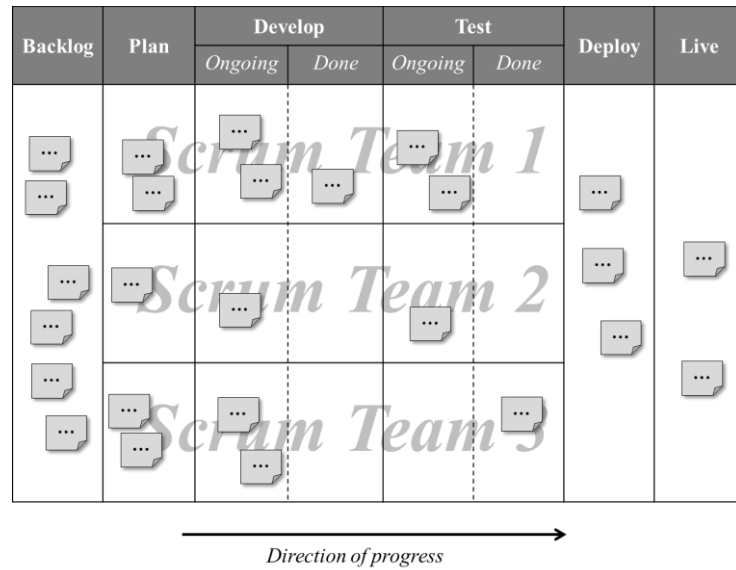 Backlog
Plan
Develop
Test
Deploy
Live
Ongoing
Done
Ongoing
Done
Scrum Team 1
...
...
...
...
...
...
...
...
...
...
Scrum Team 2
...
...
...
...
...
...
...
...
...
Scrum Team 3
...
...
...
...
...
...
...
Direction of progress